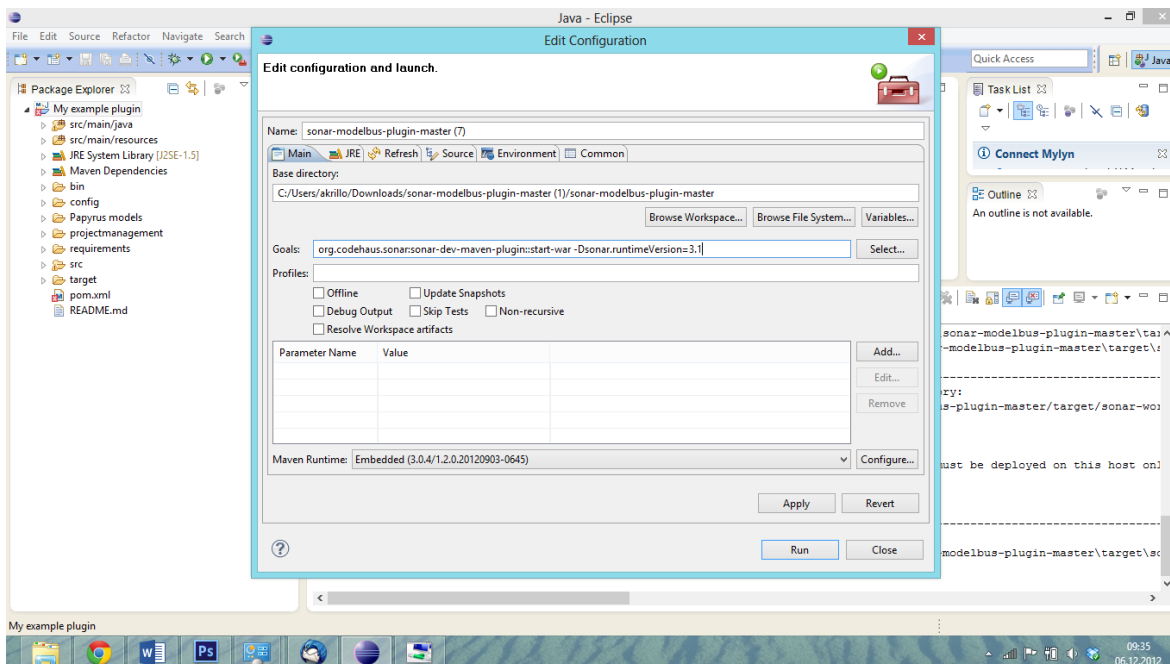 Java - Eclipse
File Edit Source Refactor Navigate Search
Quick Access
Java
Package Explorer
My example plugin
src/main/java
src/main/resources
JRE System Library [J2SE-1.5]
Maven Dependencies
bin
config
Papyrus models
projectmanagement
requirements
src
target
pom.xml
README.md
Edit Configuration
Edit configuration and launch.
Name: sonar-modelbus-plugin-master (7)
Main JRE Refresh Source Environment Common
Base directory:
C:/Users/akrillo/Downloads/sonar-modelbus-plugin-master (1)/sonar-modelbus-plugin-master
Browse Workspace... Browse File System... Variables...
Goals: org.codehaus.sonar:sonar-dev-maven-plugin::start-war -Dsonar.runtimeVersion=3.1 Select...
Profiles:
Offline Update Snapshots
Debug Output Skip Tests Non-recursive
Resolve Workspace artifacts
Parameter Name Value
Add...
Edit...
Remove
Maven Runtime: Embedded (3.0.4/1.2.0.20120903-0645) Configure...
Apply Revert
Run Close
Task List
Connect Mylyn
Outline
An outline is not available.
sonar-modelbus-plugin-master\ta
-modelbus-plugin-master\target\
ry:
s-plugin-master/target/sonar-wo
ust be deployed on this host onl
modelbus-plugin-master\target\so
My example plugin
W Ps
09:35
06.12.2012